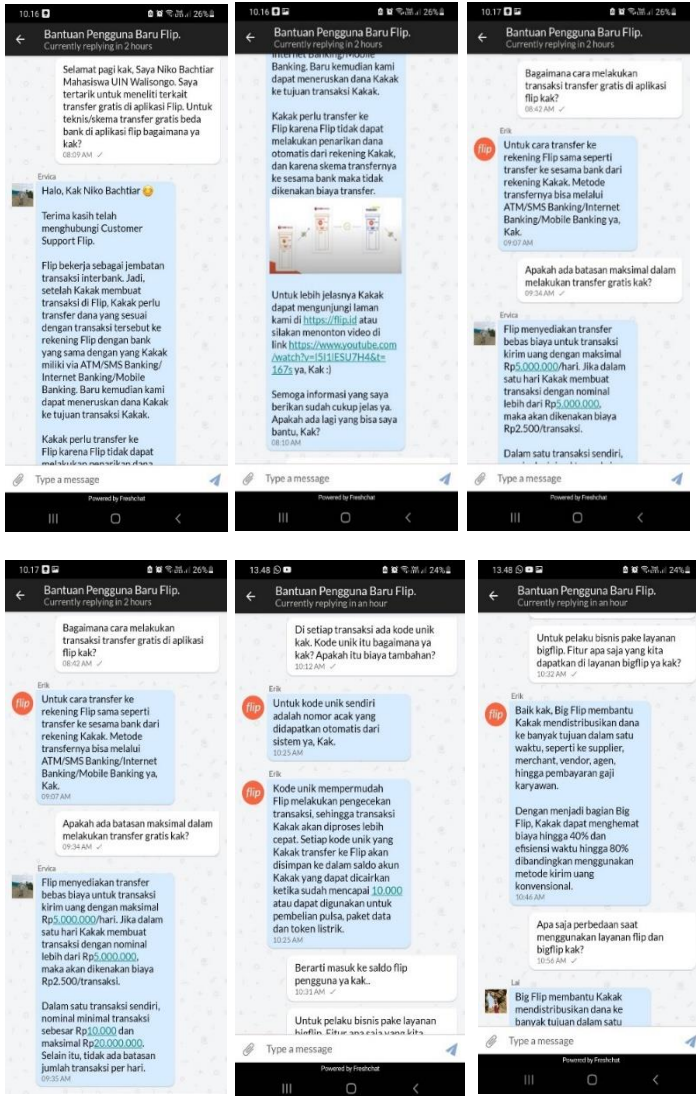 10.16 26%
Bantuan Pengguna Baru Flip.
Currently replying in 2 hours
Selamat pagi kak, Saya Niko Bachtiar
Mahasiswa UIN Walisongo. Saya
tertarik untuk meneliti terkait
transfer gratis di aplikasi Flip. Untuk
teknis/skema transfer gratis beda
bank di aplikasi flip bagaimana ya
kak?
08:09 AM ✓
Ervica
Halo, Kak Niko Bachtiar 😊
Terima kasih telah
menghubungi Customer
Support Flip.
Flip bekerja sebagai jembatan
transaksi interbank. Jadi,
setelah Kakak membuat
transaksi di Flip, Kakak perlu
transfer dana yang sesuai
dengan transaksi tersebut ke
rekening Flip dengan bank
yang sama dengan yang Kakak
miliki via ATM/SMS Banking/
Internet Banking/Mobile
Banking. Baru kemudian kami
dapat meneruskan dana Kakak
ke tujuan transaksi Kakak.
Kakak perlu transfer ke
Flip karena Flip tidak dapat
melakukan penarikan dana
Type a message
Powered by Freshchat
10.16 26%
Bantuan Pengguna Baru Flip.
Currently replying in 2 hours
Internet Banking/Mobile
Banking. Baru kemudian kami
dapat meneruskan dana Kakak
ke tujuan transaksi Kakak.
Kakak perlu transfer ke
Flip karena Flip tidak dapat
melakukan penarikan dana
otomatis dari rekening Kakak,
dan karena skema transfernya
ke sesama bank maka tidak
dikenakan biaya transfer.
Untuk lebih jelasnya Kakak
dapat mengunjungi laman
kami di https://flip.id atau
silakan menonton video di
link https://www.youtube.com
/watch?v=I5I1IESU7H4&t=
167s ya, Kak :)
Semoga informasi yang saya
berikan sudah cukup jelas ya.
Apakah ada lagi yang bisa saya
bantu, Kak?
08:10 AM
Type a message
Powered by Freshchat
10.17 26%
Bantuan Pengguna Baru Flip.
Currently replying in 2 hours
Bagaimana cara melakukan
transaksi transfer gratis di aplikasi
flip kak?
08:42 AM ✓
Erik
flip
Untuk cara transfer ke
rekening Flip sama seperti
transfer ke sesama bank dari
rekening Kakak. Metode
transfernya bisa melalui
ATM/SMS Banking/Internet
Banking/Mobile Banking ya,
Kak.
09:07 AM
Apakah ada batasan maksimal dalam
melakukan transfer gratis kak?
09:34 AM ✓
Ervica
Flip menyediakan transfer
bebas biaya untuk transaksi
kirim uang dengan maksimal
Rp5.000.000/hari. Jika dalam
satu hari Kakak membuat
transaksi dengan nominal
lebih dari Rp5.000.000,
maka akan dikenakan biaya
Rp2.500/transaksi.
Dalam satu transaksi sendiri,
Type a message
Powered by Freshchat
10.17 26%
Bantuan Pengguna Baru Flip.
Currently replying in 2 hours
Bagaimana cara melakukan
transaksi transfer gratis di aplikasi
flip kak?
08:42 AM ✓
Erik
flip
Untuk cara transfer ke
rekening Flip sama seperti
transfer ke sesama bank dari
rekening Kakak. Metode
transfernya bisa melalui
ATM/SMS Banking/Internet
Banking/Mobile Banking ya,
Kak.
09:07 AM
Apakah ada batasan maksimal dalam
melakukan transfer gratis kak?
09:34 AM ✓
Ervica
Flip menyediakan transfer
bebas biaya untuk transaksi
kirim uang dengan maksimal
Rp5.000.000/hari. Jika dalam
satu hari Kakak membuat
transaksi dengan nominal
lebih dari Rp5.000.000,
maka akan dikenakan biaya
Rp2.500/transaksi.
Dalam satu transaksi sendiri,
nominal minimal transaksi
sebesar Rp10.000 dan
maksimal Rp20.000.000.
Selain itu, tidak ada batasan
jumlah transaksi per hari.
09:35 AM
Type a message
Powered by Freshchat
13.48 24%
Bantuan Pengguna Baru Flip.
Currently replying in an hour
Di setiap transaksi ada kode unik
kak. Kode unik itu bagaimana ya
kak? Apakah itu biaya tambahan?
10:12 AM ✓
Erik
flip
Untuk kode unik sendiri
adalah nomor acak yang
didapatkan otomatis dari
sistem ya, Kak.
10:25 AM
Erik
flip
Kode unik mempermudah
Flip melakukan pengecekan
transaksi, sehingga transaksi
Kakak akan diproses lebih
cepat. Setiap kode unik yang
Kakak transfer ke Flip akan
disimpan ke dalam saldo akun
Kakak yang dapat dicairkan
ketika sudah mencapai 10.000
atau dapat digunakan untuk
pembelian pulsa, paket data
dan token listrik.
10:25 AM
Berarti masuk ke saldo flip
pengguna ya kak..
10:31 AM ✓
Untuk pelaku bisnis pake layanan
bigflip. Fitur apa saja yang kita
Type a message
Powered by Freshchat
13.48 24%
Bantuan Pengguna Baru Flip.
Currently replying in an hour
Untuk pelaku bisnis pake layanan
bigflip. Fitur apa saja yang kita
dapatkan di layanan bigflip ya kak?
10:32 AM ✓
Erik
flip
Baik kak, Big Flip membantu
Kakak mendistribusikan dana
ke banyak tujuan dalam satu
waktu, seperti ke supplier,
merchant, vendor, agen,
hingga pembayaran gaji
karyawan.
Dengan menjadi bagian Big
Flip, Kakak dapat menghemat
biaya hingga 40% dan
efisiensi waktu hingga 80%
dibandingkan menggunakan
metode kirim uang
konvensional.
10:46 AM
Apa saja perbedaan saat
menggunakan layanan flip dan
bigflip kak?
10:56 AM ✓
Lal
Big Flip membantu Kakak
mendistribusikan dana ke
banyak tujuan dalam satu
Type a message
Powered by Freshchat